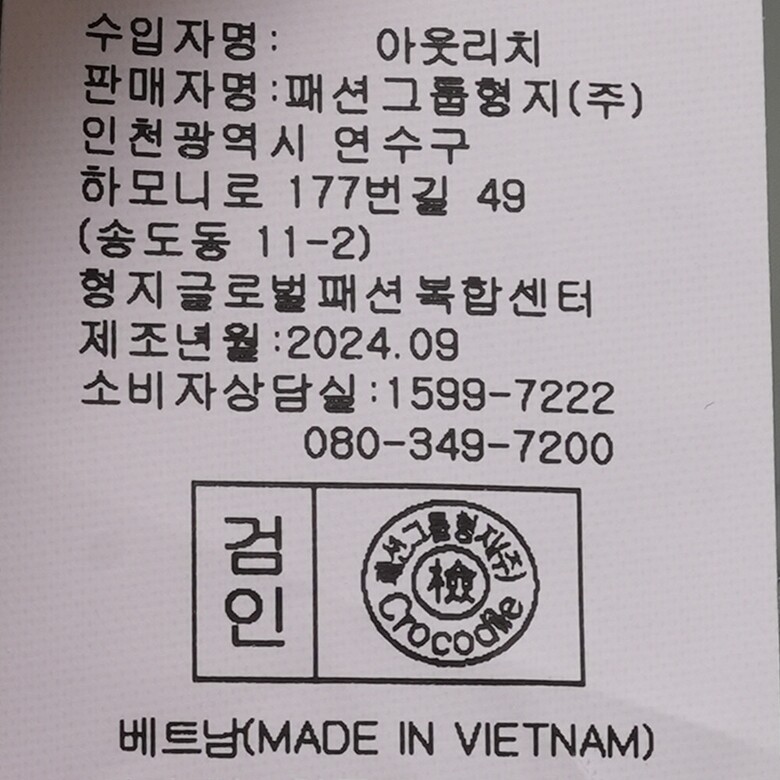 수입자명: 아웃리치
판매자명:패션그룹형지(주)
인천광역시 연수구
하모니로 177번길 49
(송도동 11-2)
형지글로벌패션복합센터
제조년월:2024.09
소비자상담실:1599-7222
080-349-7200
검인
패션그룹형지(주)
檢
Crocodile
베트남(MADE IN VIETNAM)